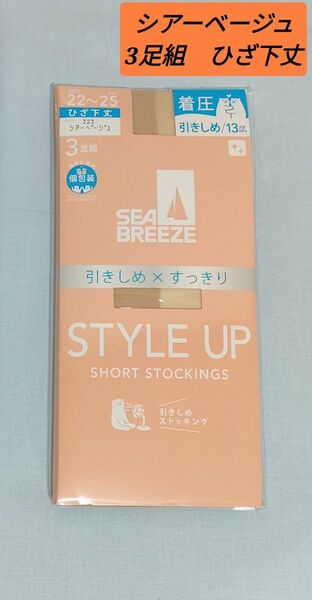 シアーベージュ
3足組　ひざ下丈
22～25
ひざ下丈
323
シアーベージュ
3足組
着圧
引きしめ/13
個包装
SEA
BREEZE
引きしめ×すっきり
STYLE UP
SHORT STOCKINGS
引きしめ
ストッキング